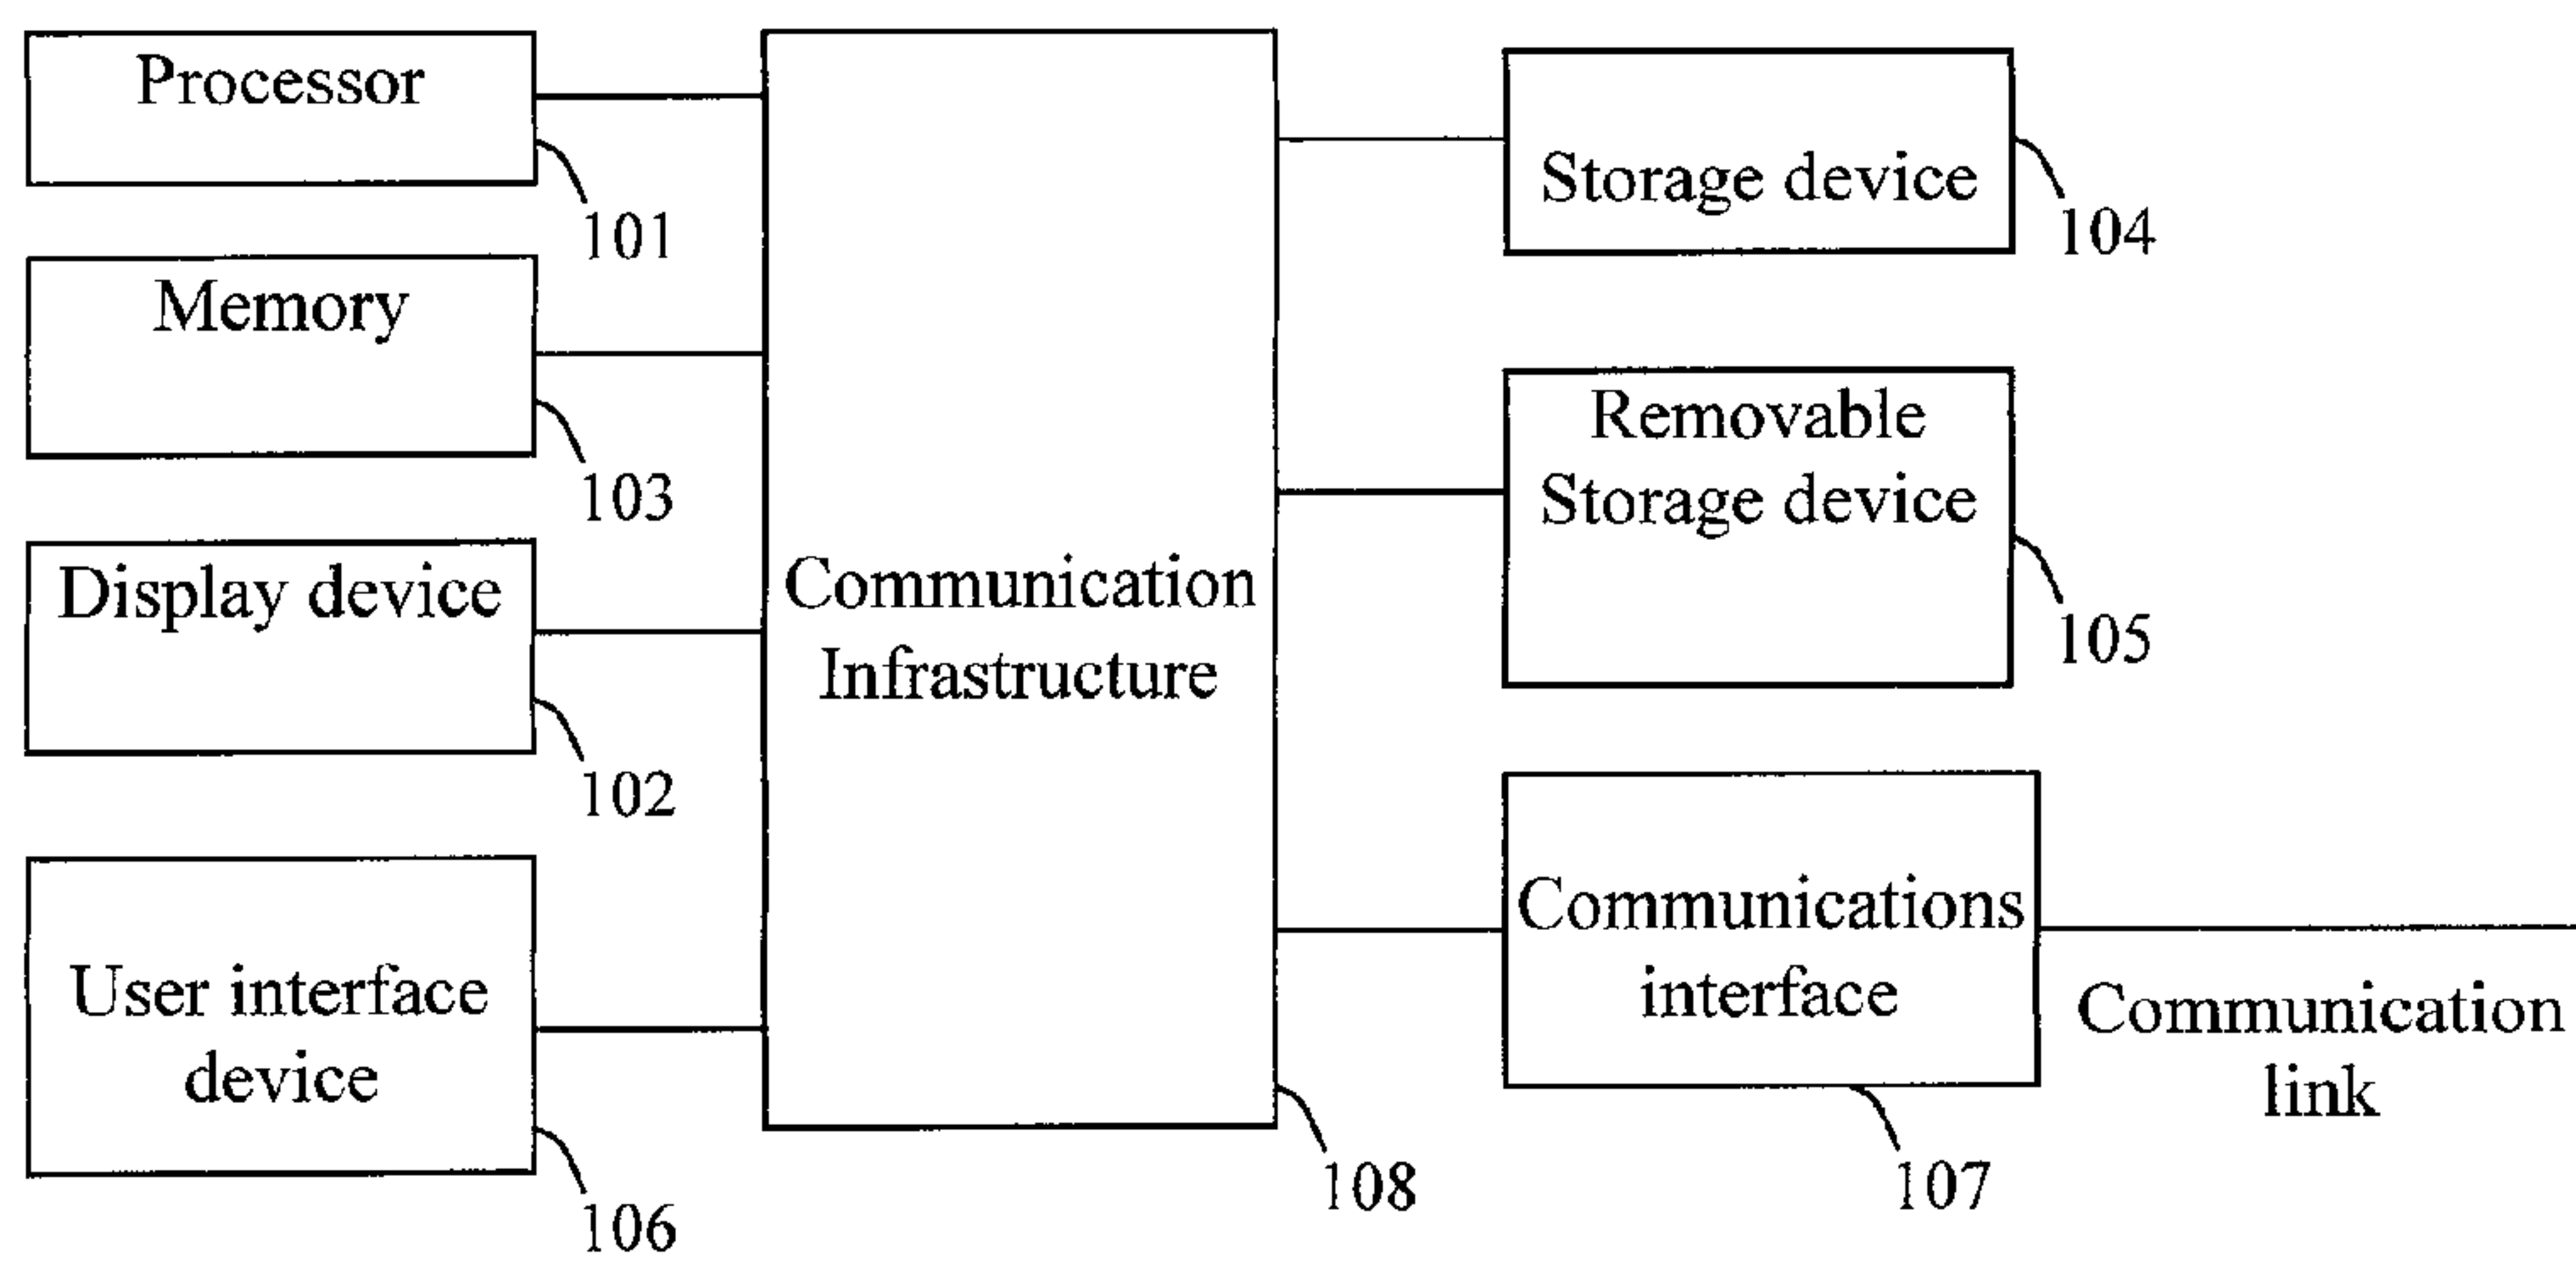 Processor
101
Memory
103
Display device
102
User interface
device
106
Communication
Infrastructure
108
Storage device
104
Removable
Storage device
105
Communications
interface
107
Communication
link